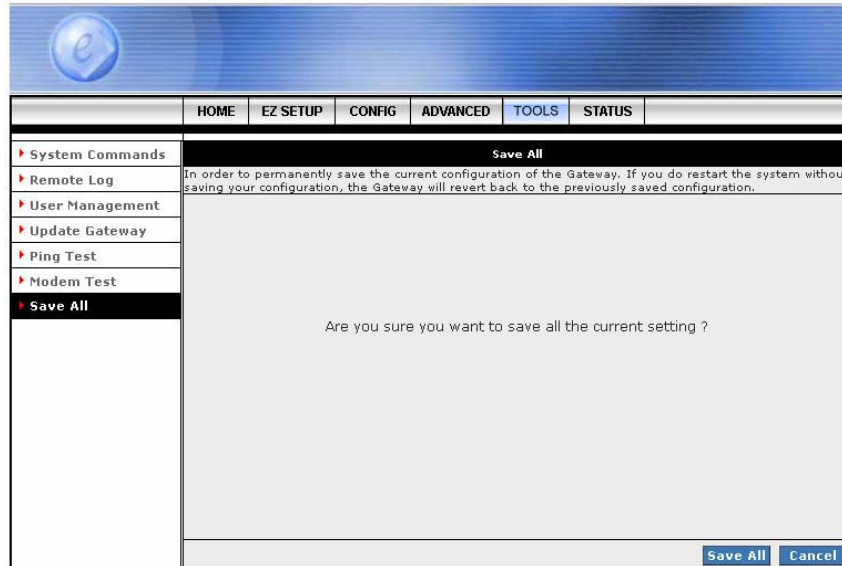 e
HOME EZ SETUP CONFIG ADVANCED TOOLS STATUS
System Commands
Remote Log
User Management
Update Gateway
Ping Test
Modem Test
Save All
Save All
In order to permanently save the current configuration of the Gateway. If you do restart the system withou
saving your configuration, the Gateway will revert back to the previously saved configuration.
Are you sure you want to save all the current setting ?
Save All Cancel